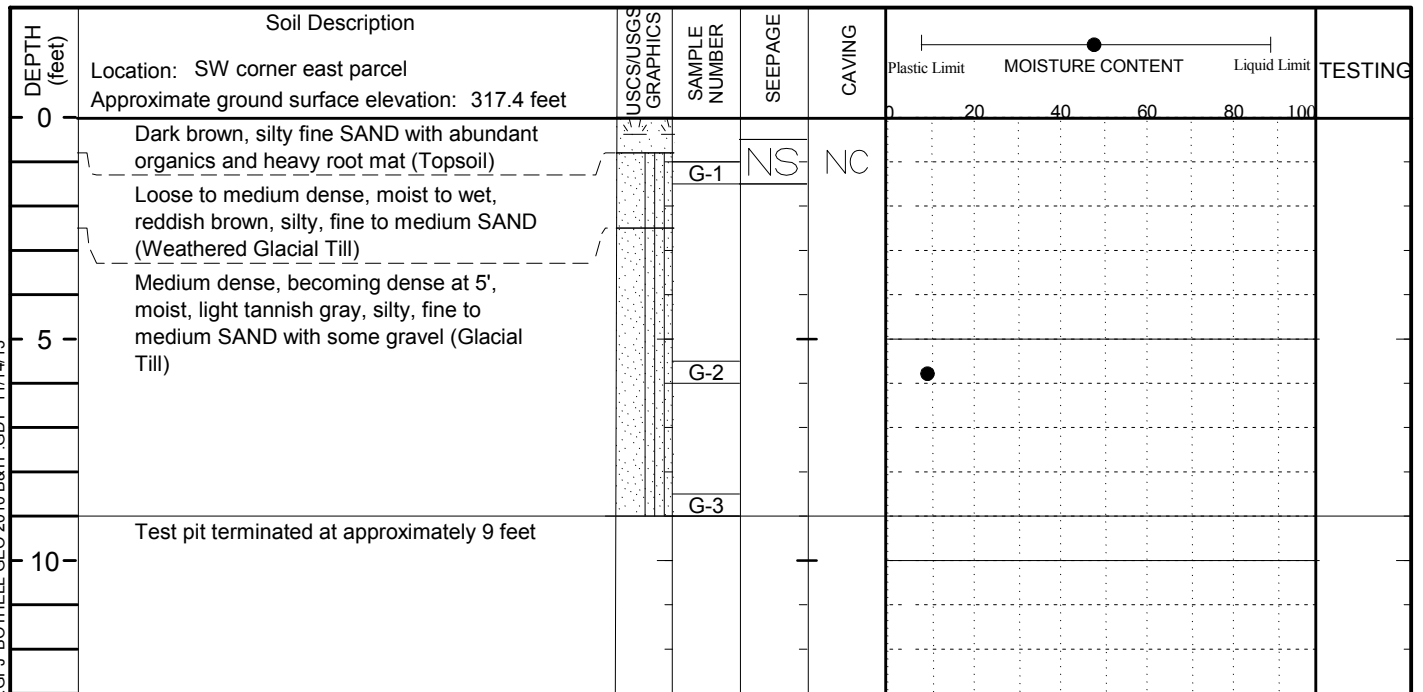 DEPTH
(feet)
Soil Description
Location: SW corner east parcel
Approximate ground surface elevation: 317.4 feet
USCS/USGS
GRAPHICS
SAMPLE
NUMBER
SEEPAGE
CAVING
Plastic Limit
MOISTURE CONTENT
Liquid Limit
TESTING
20 40 60 80 100
0
Dark brown, silty fine SAND with abundant
organics and heavy root mat (Topsoil)
G-1
NS
NC
Loose to medium dense, moist to wet,
reddish brown, silty, fine to medium SAND
(Weathered Glacial Till)
Medium dense, becoming dense at 5',
moist, light tannish gray, silty, fine to
medium SAND with some gravel (Glacial
Till)
5
G-2
G-3
Test pit terminated at approximately 9 feet
10